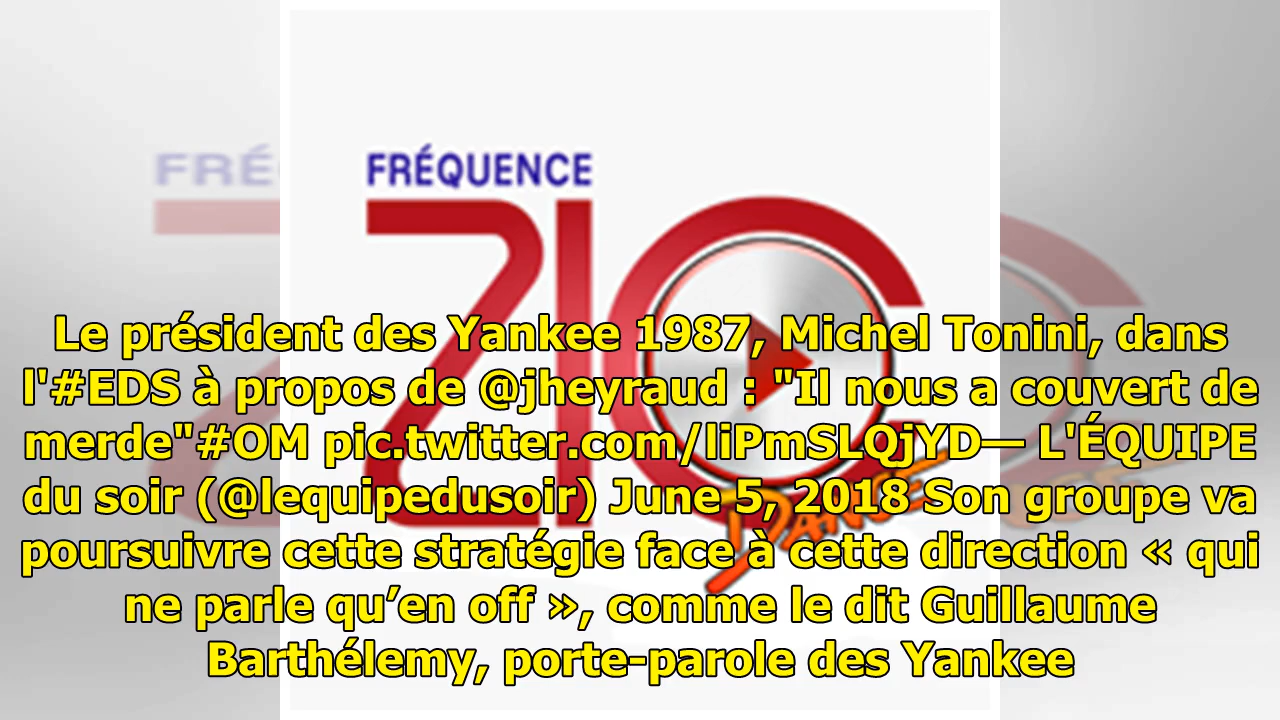 FRÉ
FRÉQUENCE
ZIC
DANCE
Le président des Yankee 1987, Michel Tonini, dans
l'#EDS à propos de @jheyraud : "Il nous a couvert de
merde"#OM pic.twitter.com/liPmSLQjYD— L'ÉQUIPE
du soir (@lequipedusoir) June 5, 2018 Son groupe va
poursuivre cette stratégie face à cette direction « qui
ne parle qu’en off », comme le dit Guillaume
Barthélemy, porte-parole des Yankee